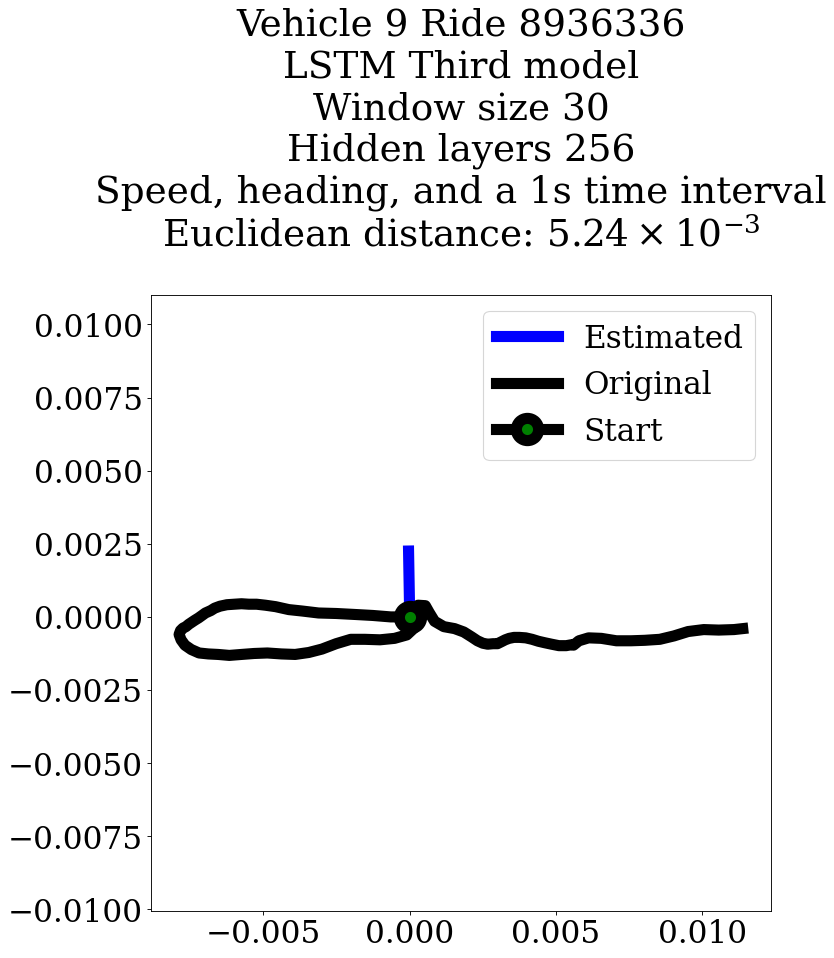 Vehicle 9 Ride 8936336
LSTM Third model
Window size 30
Hidden layers 256
Speed, heading, and a 1s time interval
Euclidean distance: 5.24 × 10⁻³
Estimated
Original
Start
0.0100
0.0075
0.0050
0.0025
0.0000
−0.0025
−0.0050
−0.0075
−0.0100
−0.005 0.000 0.005 0.010